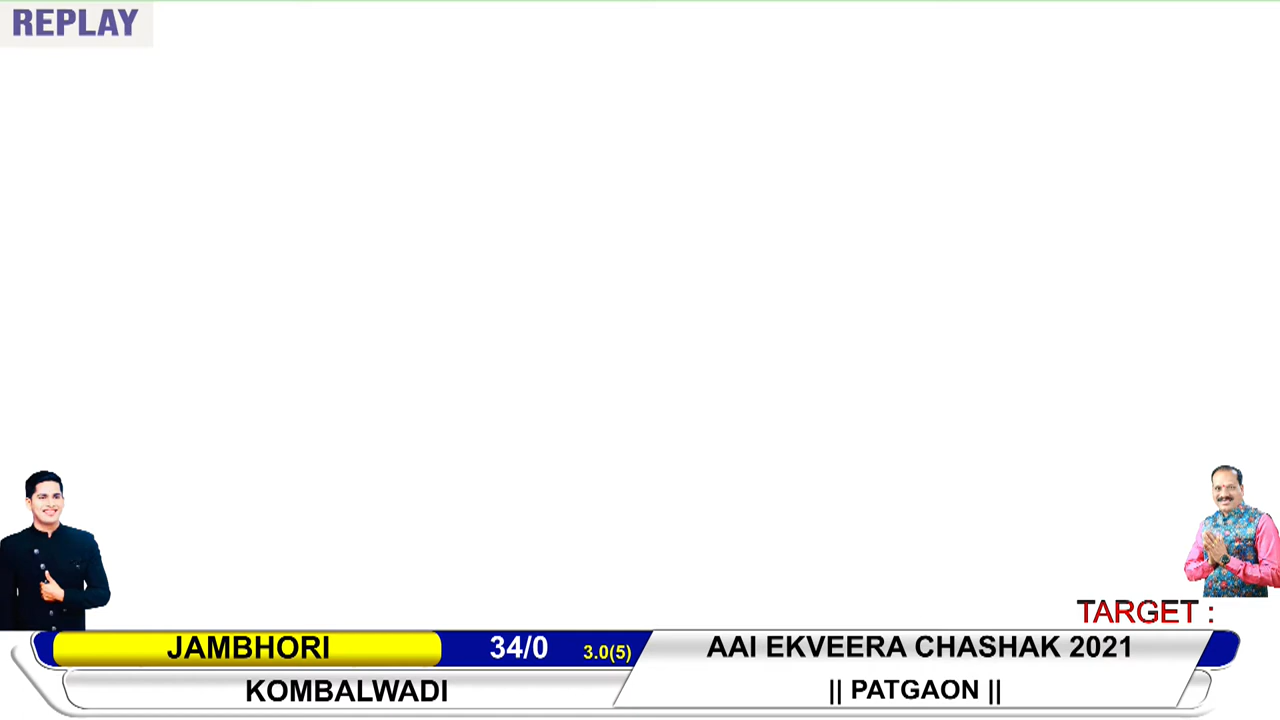 REPLAY
TARGET :
JAMBHORI 34/0 3.0(5) AAI EKVEERA CHASHAK 2021
KOMBALWADI || PATGAON ||